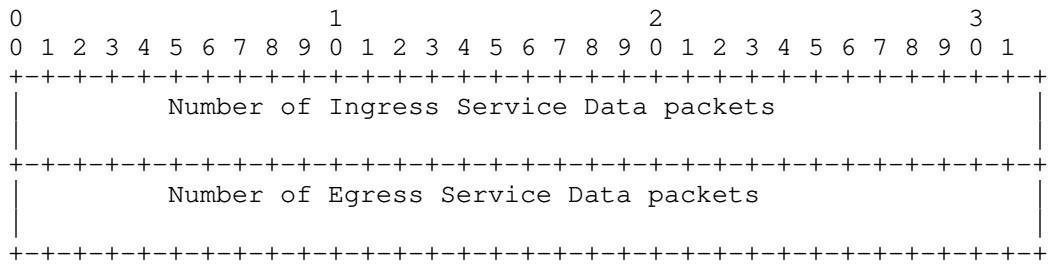 0                   1                   2                   3
0 1 2 3 4 5 6 7 8 9 0 1 2 3 4 5 6 7 8 9 0 1 2 3 4 5 6 7 8 9 0 1
+-+-+-+-+-+-+-+-+-+-+-+-+-+-+-+-+-+-+-+-+-+-+-+-+-+-+-+-+-+-+-+-+
|         Number of Ingress Service Data packets                |
|                                                               |
+-+-+-+-+-+-+-+-+-+-+-+-+-+-+-+-+-+-+-+-+-+-+-+-+-+-+-+-+-+-+-+-+
|         Number of Egress Service Data packets                 |
|                                                               |
+-+-+-+-+-+-+-+-+-+-+-+-+-+-+-+-+-+-+-+-+-+-+-+-+-+-+-+-+-+-+-+-+